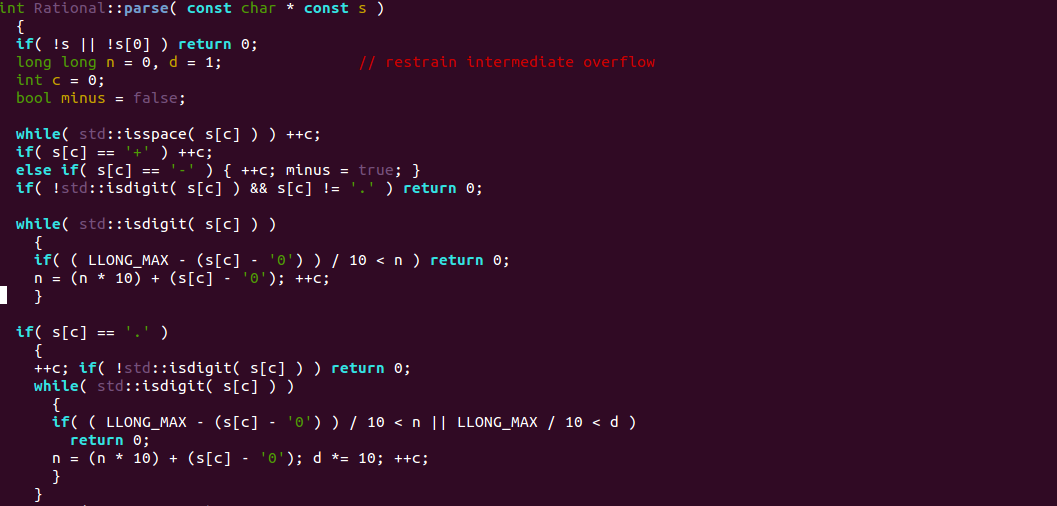 int Rational::parse( const char * const s )
{
if( !s || !s[0] ) return 0;
long long n = 0, d = 1; // restrain intermediate overflow
int c = 0;
bool minus = false;
while( std::isspace( s[c] ) ) ++c;
if( s[c] == '+' ) ++c;
else if( s[c] == '-' ) { ++c; minus = true; }
if( !std::isdigit( s[c] ) && s[c] != '.' ) return 0;
while( std::isdigit( s[c] ) )
{
if( ( LLONG_MAX - (s[c] - '0') ) / 10 < n ) return 0;
n = (n * 10) + (s[c] - '0'); ++c;
}
if( s[c] == '.' )
{
++c; if( !std::isdigit( s[c] ) ) return 0;
while( std::isdigit( s[c] ) )
{
if( ( LLONG_MAX - (s[c] - '0') ) / 10 < n || LLONG_MAX / 10 < d )
return 0;
n = (n * 10) + (s[c] - '0'); d *= 10; ++c;
}
}